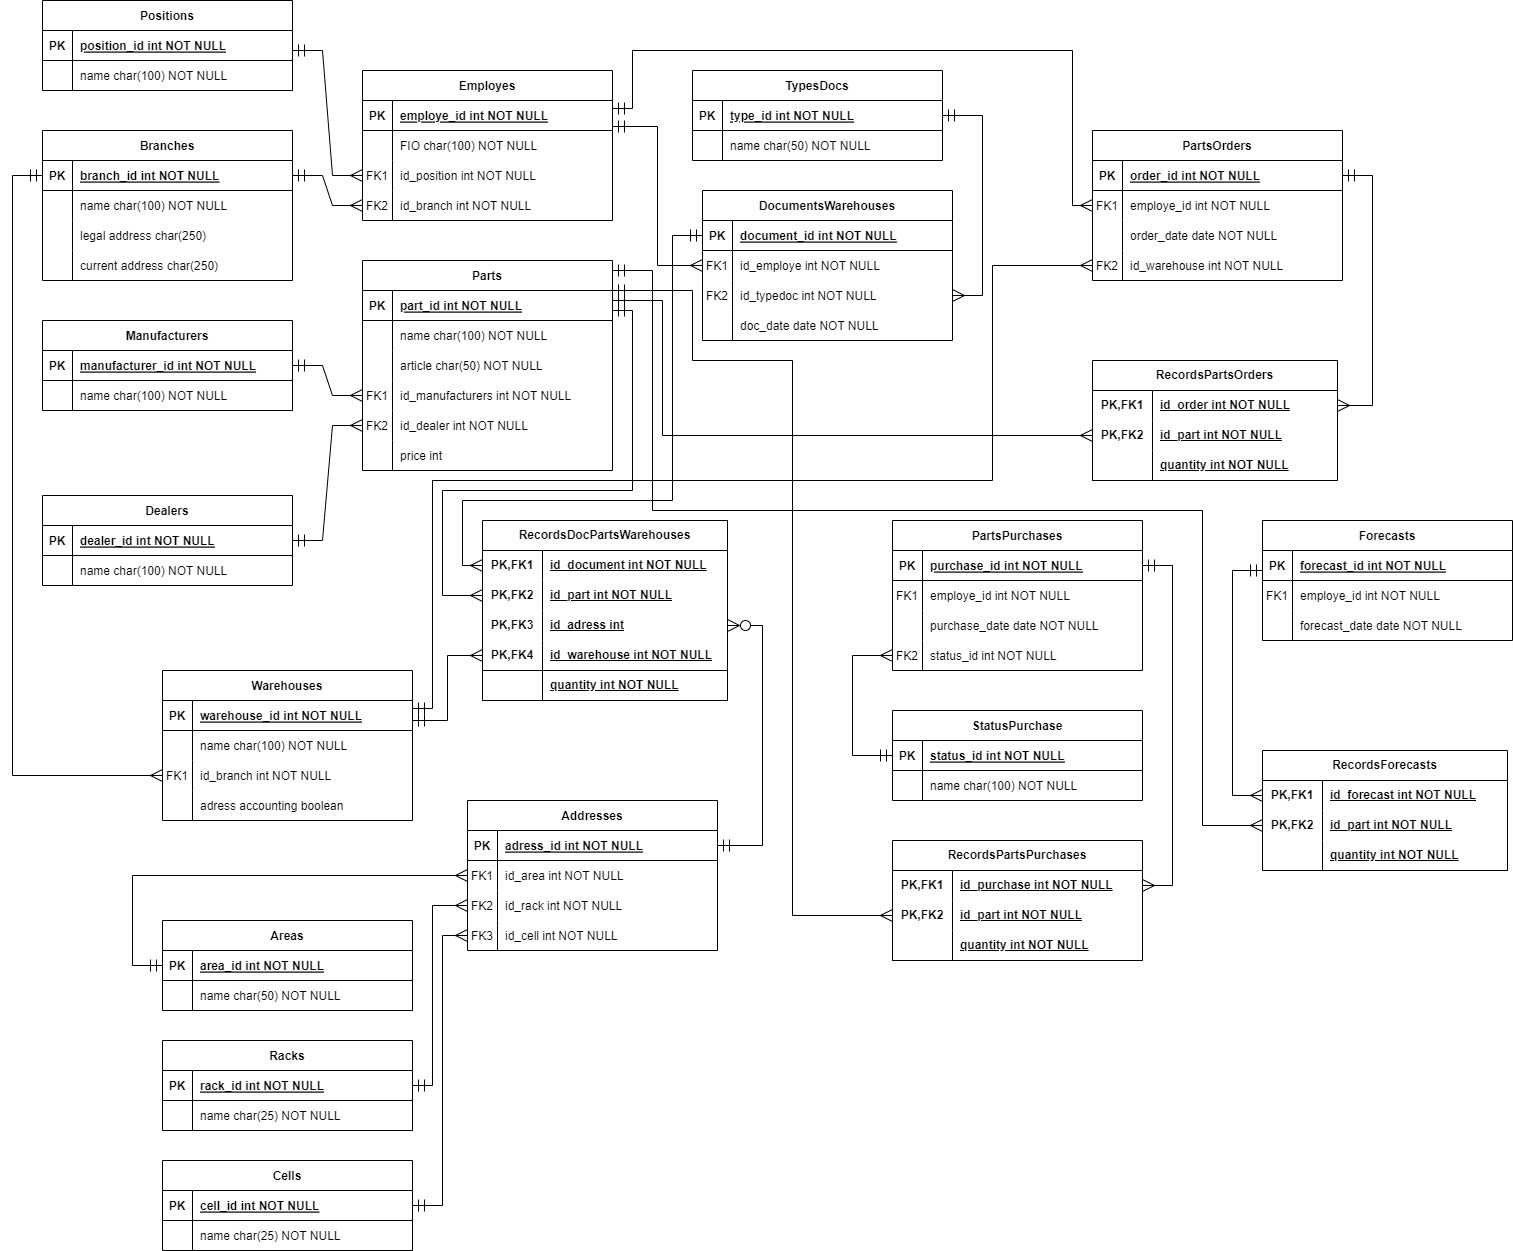 Positions
PK position_id int NOT NULL
name char(100) NOT NULL
Branches
PK branch_id int NOT NULL
name char(100) NOT NULL
legal address char(250)
current address char(250)
Manufacturers
PK manufacturer_id int NOT NULL
name char(100) NOT NULL
Dealers
PK dealer_id int NOT NULL
name char(100) NOT NULL
Employes
PK employe_id int NOT NULL
FIO char(100) NOT NULL
FK1 id_position int NOT NULL
FK2 id_branch int NOT NULL
Parts
PK part_id int NOT NULL
name char(100) NOT NULL
article char(50) NOT NULL
FK1 id_manufacturers int NOT NULL
FK2 id_dealer int NOT NULL
price int
TypesDocs
PK type_id int NOT NULL
name char(50) NOT NULL
DocumentsWarehouses
PK document_id int NOT NULL
FK1 id_employe int NOT NULL
FK2 id_typedoc int NOT NULL
doc_date date NOT NULL
PartsOrders
PK order_id int NOT NULL
FK1 employe_id int NOT NULL
order_date date NOT NULL
FK2 id_warehouse int NOT NULL
RecordsPartsOrders
PK,FK1 id_order int NOT NULL
PK,FK2 id_part int NOT NULL
quantity int NOT NULL
RecordsDocPartsWarehouses
PK,FK1 id_document int NOT NULL
PK,FK2 id_part int NOT NULL
PK,FK3 id_adress int
PK,FK4 id_warehouse int NOT NULL
quantity int NOT NULL
PartsPurchases
PK purchase_id int NOT NULL
FK1 employe_id int NOT NULL
purchase_date date NOT NULL
FK2 status_id int NOT NULL
Forecasts
PK forecast_id int NOT NULL
FK1 employe_id int NOT NULL
forecast_date date NOT NULL
Warehouses
PK warehouse_id int NOT NULL
name char(100) NOT NULL
FK1 id_branch int NOT NULL
adress accounting boolean
StatusPurchase
PK status_id int NOT NULL
name char(100) NOT NULL
RecordsForecasts
PK,FK1 id_forecast int NOT NULL
PK,FK2 id_part int NOT NULL
quantity int NOT NULL
Addresses
PK adress_id int NOT NULL
FK1 id_area int NOT NULL
FK2 id_rack int NOT NULL
FK3 id_cell int NOT NULL
RecordsPartsPurchases
PK,FK1 id_purchase int NOT NULL
PK,FK2 id_part int NOT NULL
quantity int NOT NULL
Areas
PK area_id int NOT NULL
name char(50) NOT NULL
Racks
PK rack_id int NOT NULL
name char(25) NOT NULL
Cells
PK cell_id int NOT NULL
name char(25) NOT NULL